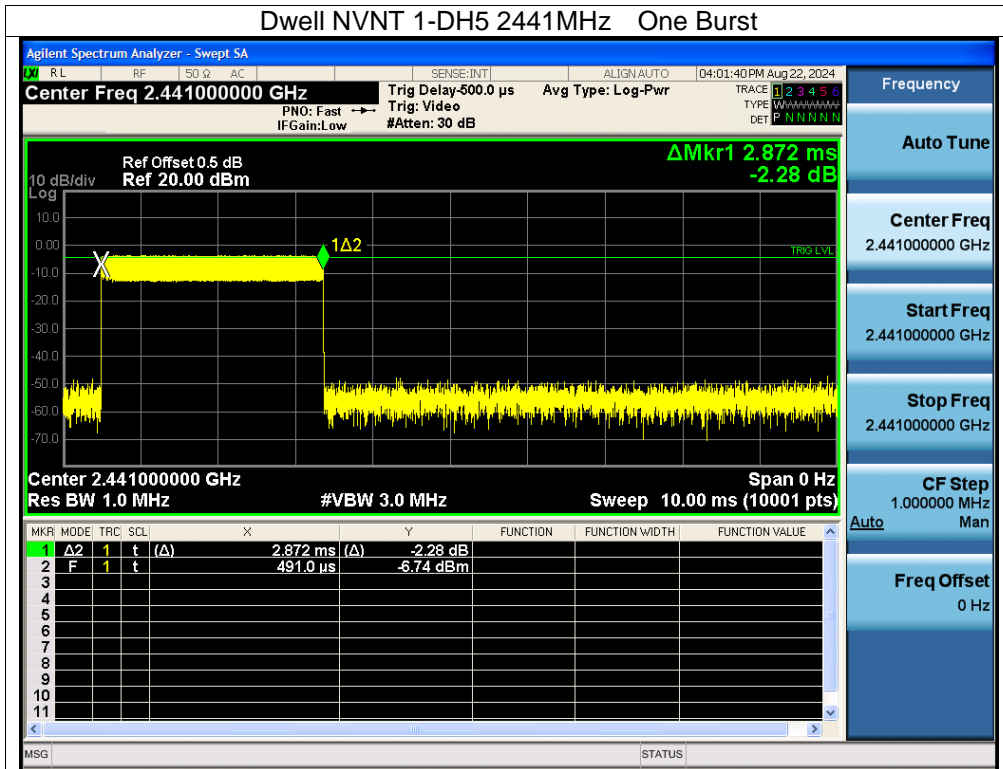 Dwell NVNT 1-DH5 2441MHz One Burst
Agilent Spectrum Analyzer - Swept SA
LXI RL RF 50 Ω AC SENSE:INT ALIGN AUTO 04:01:40 PM Aug 22, 2024
Center Freq 2.441000000 GHz
PNO: Fast
IFGain:Low
Trig Delay-500.0 µs
Trig: Video
#Atten: 30 dB
Avg Type: Log-Pwr
TRACE 1 2 3 4 5 6
TYPE WWWWWW
DET P N N N N N
Ref Offset 0.5 dB
10 dB/div Ref 20.00 dBm
Log
ΔMkr1 2.872 ms
-2.28 dB
10.0
0.00
-10.0
-20.0
-30.0
-40.0
-50.0
-60.0
-70.0
X
1Δ2
TRIG LVL
Center 2.441000000 GHz Span 0 Hz
Res BW 1.0 MHz #VBW 3.0 MHz Sweep 10.00 ms (10001 pts)
MKR MODE TRC SCL X Y FUNCTION FUNCTION WIDTH FUNCTION VALUE
1 Δ2 1 t (Δ) 2.872 ms (Δ) -2.28 dB
2 F 1 t 491.0 µs -6.74 dBm
3
4
5
6
7
8
9
10
11
MSG STATUS
Frequency
Auto Tune
Center Freq
2.441000000 GHz
Start Freq
2.441000000 GHz
Stop Freq
2.441000000 GHz
CF Step
1.000000 MHz
Auto Man
Freq Offset
0 Hz